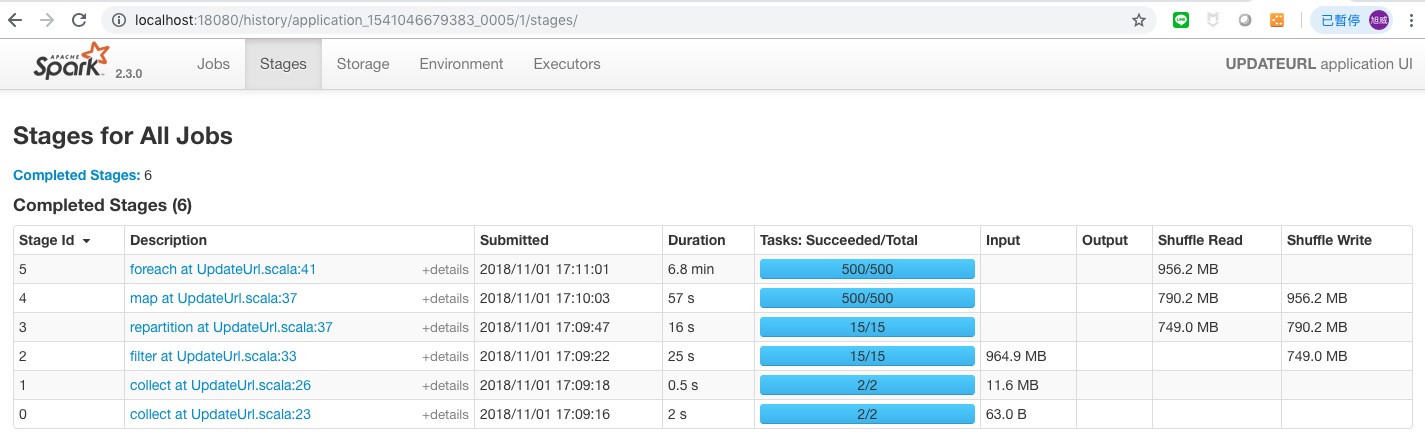 localhost:18080/history/application_1541046679383_0005/1/stages/
已暫停 旭威
APACHE Spark 2.3.0 Jobs Stages Storage Environment Executors UPDATEURL application UI
Stages for All Jobs
Completed Stages: 6
Completed Stages (6)
Stage Id Description Submitted Duration Tasks: Succeeded/Total Input Output Shuffle Read Shuffle Write
5 foreach at UpdateUrl.scala:41 +details 2018/11/01 17:11:01 6.8 min 500/500 956.2 MB
4 map at UpdateUrl.scala:37 +details 2018/11/01 17:10:03 57 s 500/500 790.2 MB 956.2 MB
3 repartition at UpdateUrl.scala:37 +details 2018/11/01 17:09:47 16 s 15/15 749.0 MB 790.2 MB
2 filter at UpdateUrl.scala:33 +details 2018/11/01 17:09:22 25 s 15/15 964.9 MB 749.0 MB
1 collect at UpdateUrl.scala:26 +details 2018/11/01 17:09:18 0.5 s 2/2 11.6 MB
0 collect at UpdateUrl.scala:23 +details 2018/11/01 17:09:16 2 s 2/2 63.0 B